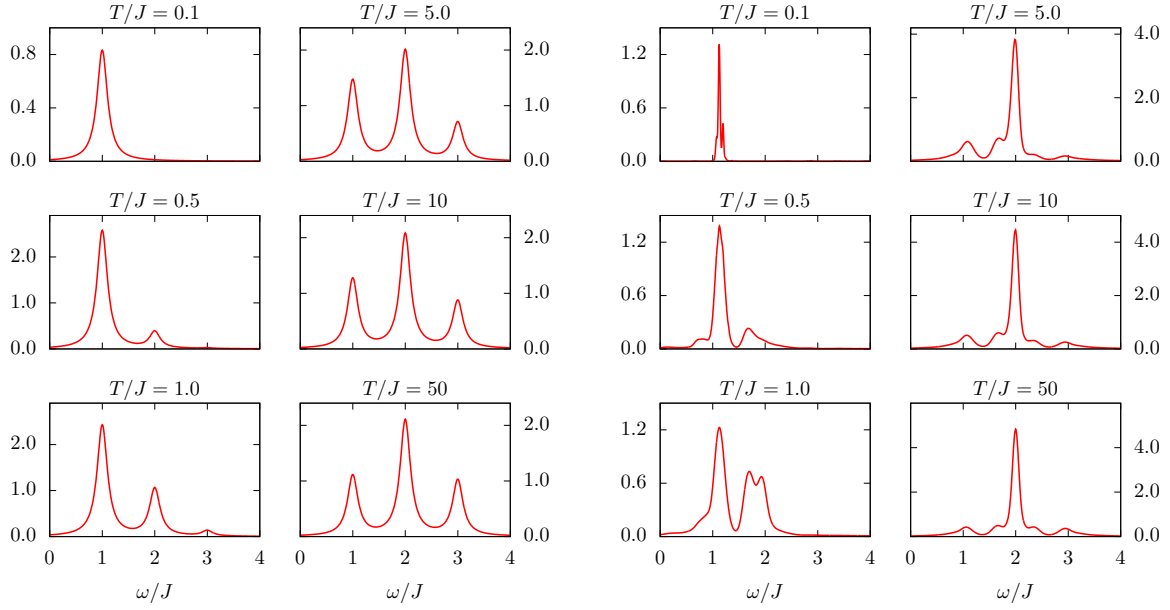 T/J = 0.1
T/J = 5.0
T/J = 0.1
T/J = 5.0
0.8
0.4
0.0
2.0
1.0
0.0
1.2
0.6
0.0
4.0
2.0
0.0
T/J = 0.5
T/J = 10
T/J = 0.5
T/J = 10
2.0
1.0
0.0
2.0
1.0
0.0
1.2
0.6
0.0
4.0
2.0
0.0
T/J = 1.0
T/J = 50
T/J = 1.0
T/J = 50
2.0
1.0
0.0
2.0
1.0
0.0
1.2
0.6
0.0
4.0
2.0
0.0
0 1 2 3 4
0 1 2 3 4
0 1 2 3 4
0 1 2 3 4
ω/J
ω/J
ω/J
ω/J